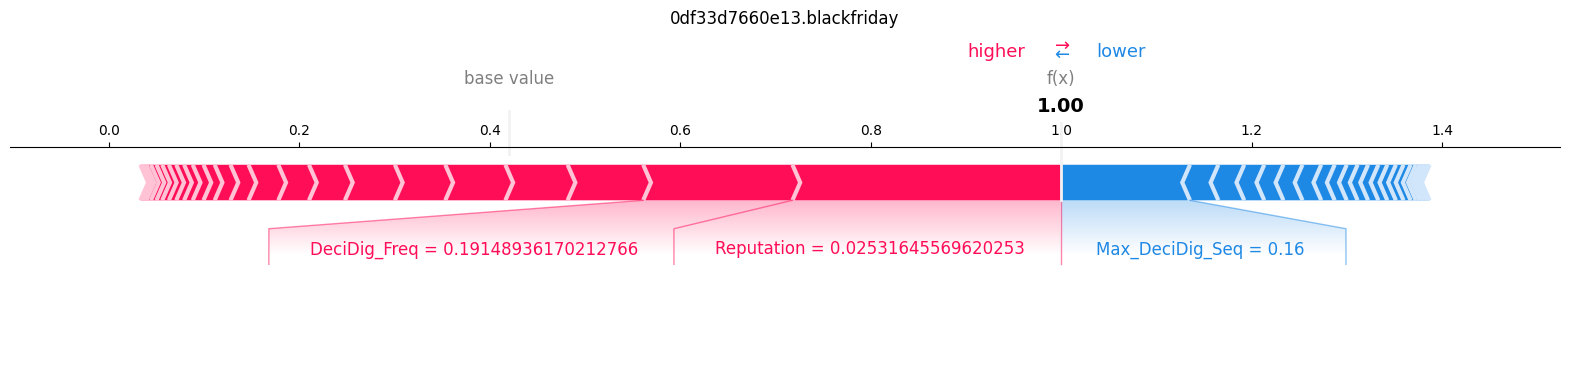 0df33d7660e13.blackfriday
higher ⇄ lower
base value f(x)
1.00
0.0 0.2 0.4 0.6 0.8 1.0 1.2 1.4
DeciDig_Freq = 0.19148936170212766 Reputation = 0.02531645569620253 Max_DeciDig_Seq = 0.16